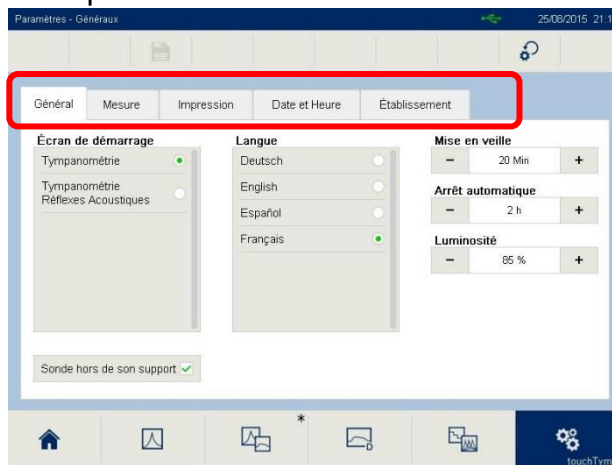 Paramètres - Généraux
25/08/2015 21:1
Général
Mesure
Impression
Date et Heure
Établissement
Écran de démarrage
Tympanométrie
Tympanométrie
Réflexes Acoustiques
Sonde hors de son support
Langue
Deutsch
English
Español
Français
Mise en veille
- 20 Min +
Arrêt automatique
- 2 h +
Luminosité
- 85 % +
*
touchTym